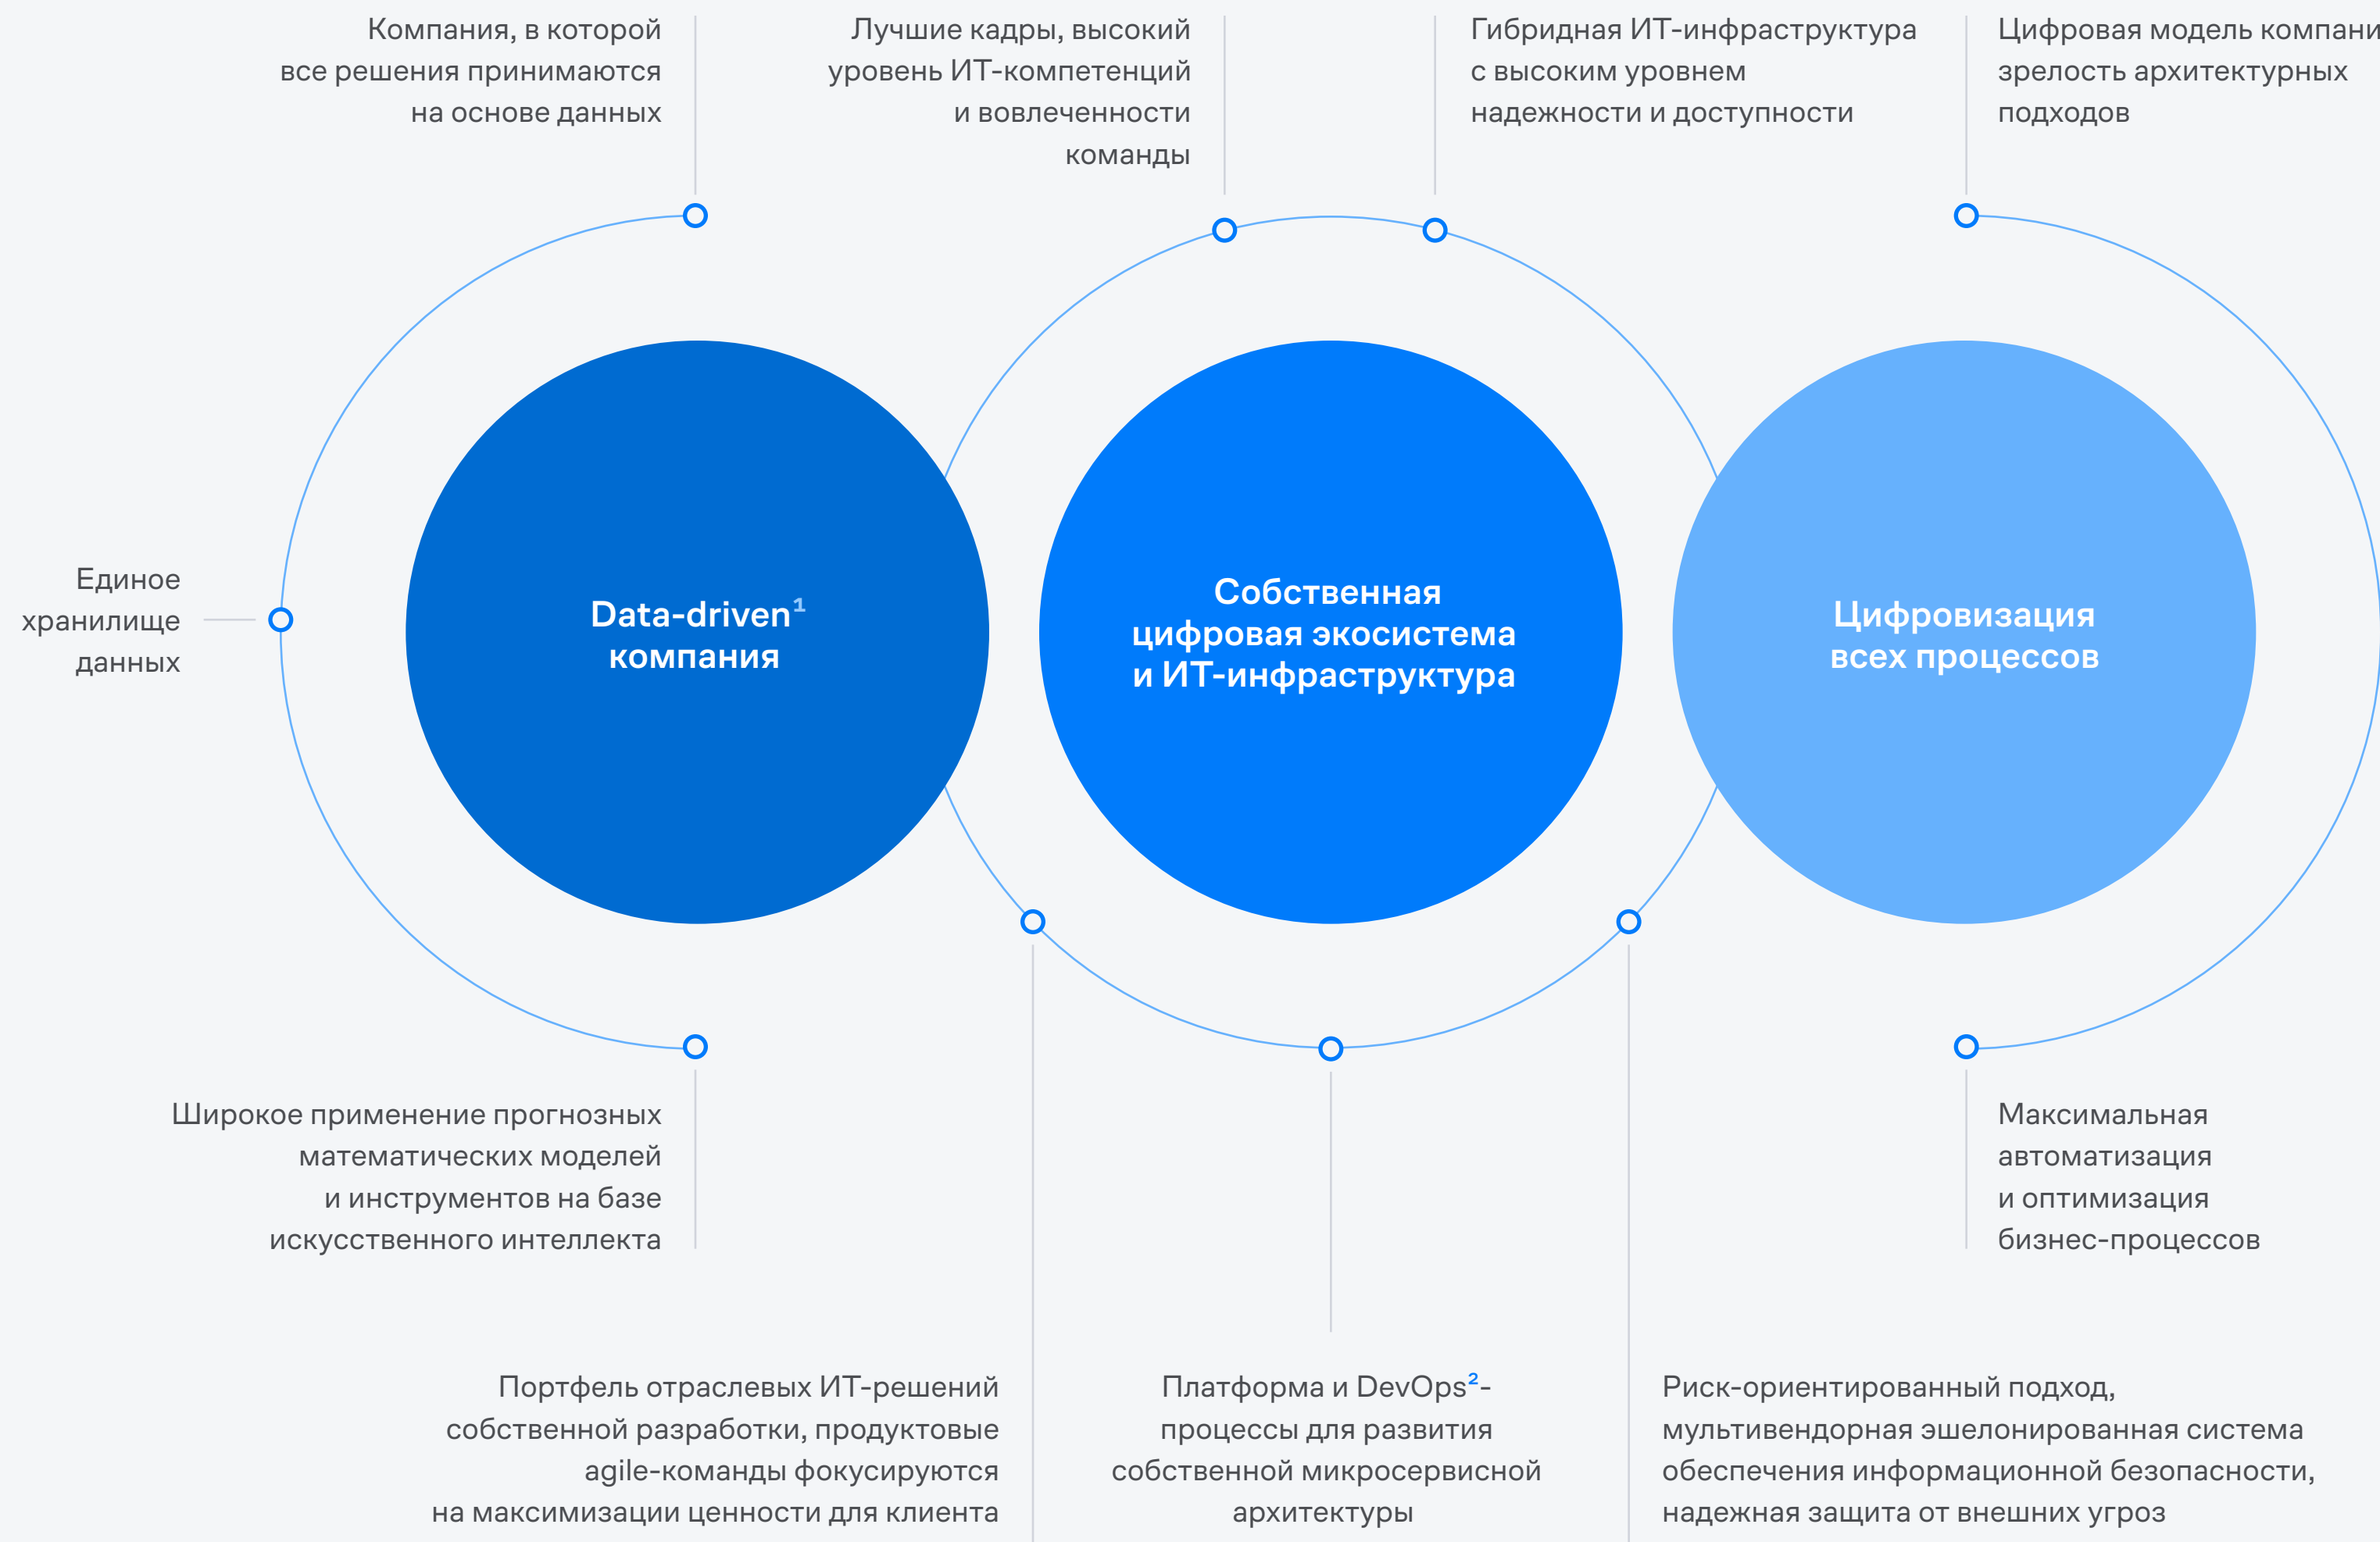 Компания, в которой
все решения принимаются
на основе данных
Лучшие кадры, высокий
уровень ИТ-компетенций
и вовлеченности
команды
Гибридная ИТ-инфраструктура
с высоким уровнем
надежности и доступности
Цифровая модель
зрелость архитектурных
подходов
Единое
хранилище
данных
Data-driven¹
компания
Собственная
цифровая экосистема
и ИТ-инфраструктура
Цифровизация
всех процессов
Широкое применение прогнозных
математических моделей
и инструментов на базе
искусственного интеллекта
Максимальная
автоматизация
и оптимизация
бизнес-процессов
Портфель отраслевых ИТ-решений
собственной разработки, продуктовые
agile-команды фокусируются
на максимизации ценности для клиента
Платформа и DevOps²-
процессы для развития
собственной микросервисной
архитектуры
Риск-ориентированный подход,
мультивендорная эшелонированная система
обеспечения информационной безопасности,
надежная защита от внешних угроз